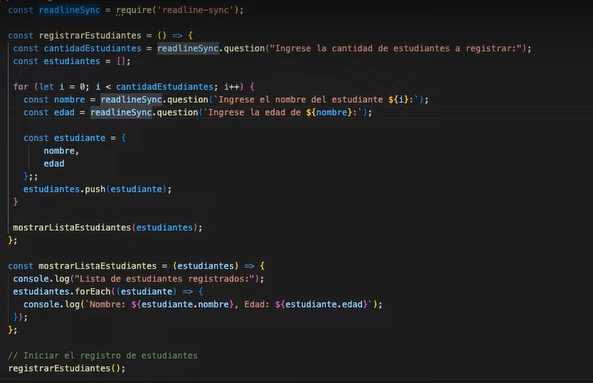 const readlineSync = require('readline-sync');
const registrarEstudiantes = () => {
const cantidadEstudiantes = readlineSync.question("Ingrese la cantidad de estudiantes a registrar:");
const estudiantes = [];
for (let i = 0; i < cantidadEstudiantes; i++) {
const nombre = readlineSync.question(`Ingrese el nombre del estudiante ${i}:`);
const edad = readlineSync.question(`Ingrese la edad de ${nombre}:`);
const estudiante = {
nombre,
edad
};;
estudiantes.push(estudiante);
}
mostrarListaEstudiantes(estudiantes);
};
const mostrarListaEstudiantes = (estudiantes) => {
console.log("Lista de estudiantes registrados:");
estudiantes.forEach((estudiante) => {
console.log(`Nombre: ${estudiante.nombre}, Edad: ${estudiante.edad}`);
});
};
// Iniciar el registro de estudiantes
registrarEstudiantes();